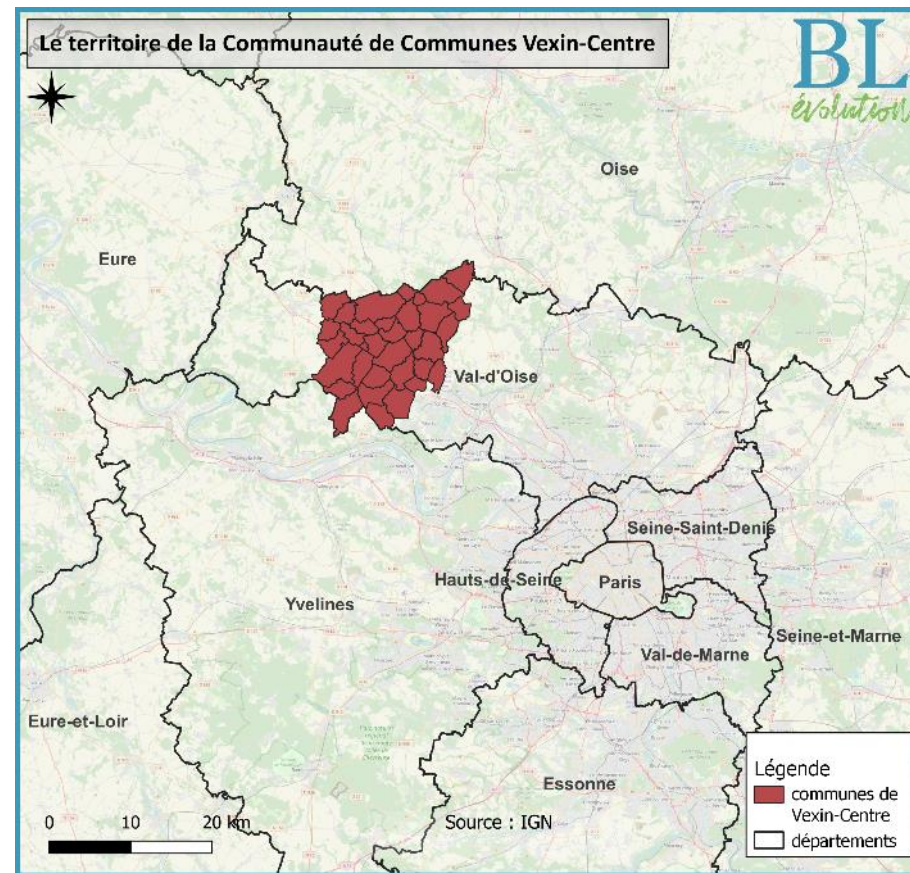 Le territoire de la Communauté de Communes Vexin-Centre
BL
évolution
Oise
Eure
Val-d'Oise
Seine-Saint-Denis
Hauts-de-Seine
Paris
Yvelines
Seine-et-Marne
Val-de-Marne
Eure-et-Loir
Essonne
Légende
communes de
Vexin-Centre
départements
0 10 20 km
Source : IGN